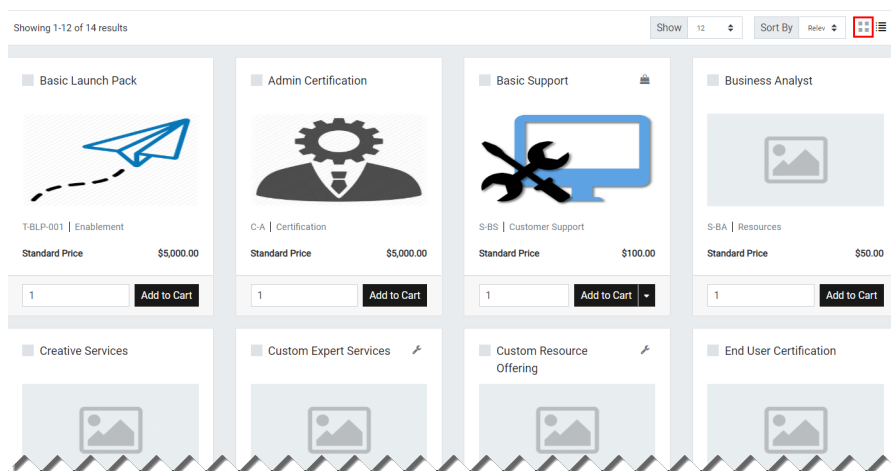 Showing 1-12 of 14 results
Show 12 Sort By Relev
Basic Launch Pack
Admin Certification
Basic Support
Business Analyst
T-BLP-001 | Enablement
C-A | Certification
S-BS | Customer Support
S-BA | Resources
Standard Price $5,000.00
Standard Price $5,000.00
Standard Price $100.00
Standard Price $50.00
1 Add to Cart
1 Add to Cart
1 Add to Cart
1 Add to Cart
Creative Services
Custom Expert Services
Custom Resource
Offering
End User Certification